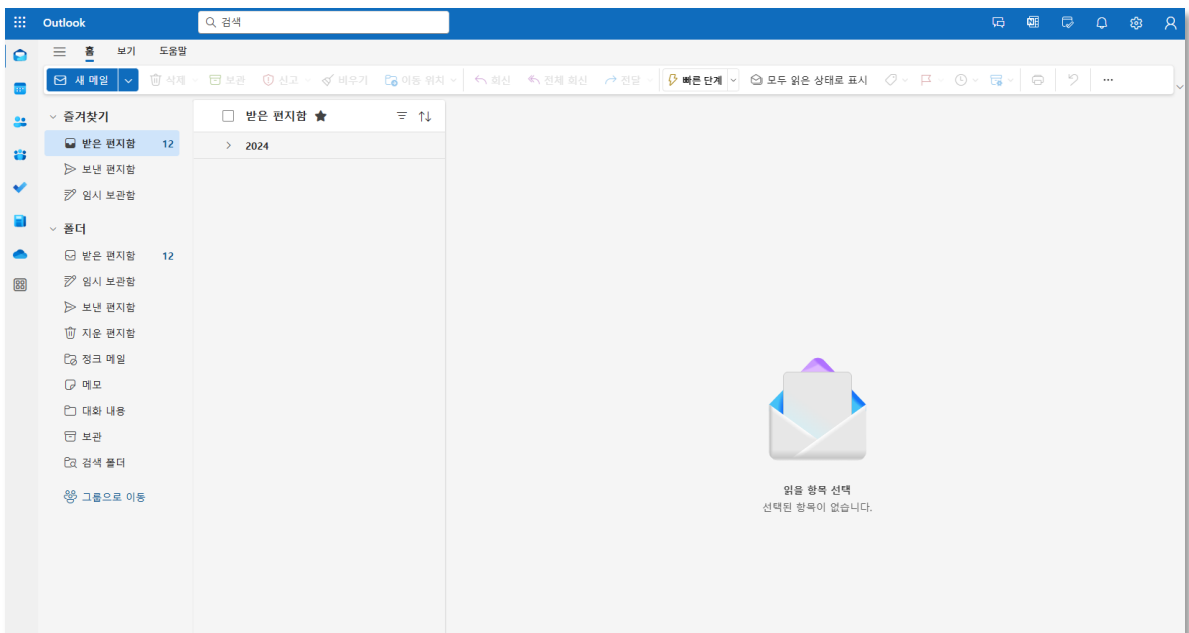 Outlook
검색
홈 보기 도움말
새 메일 삭제 보관 신고 비우기 이동 위치 회신 전체 회신 전달 빠른 단계 모두 읽은 상태로 표시 ...
즐겨찾기
받은 편지함 12
보낸 편지함
임시 보관함
폴더
받은 편지함 12
임시 보관함
보낸 편지함
지운 편지함
정크 메일
메모
대화 내용
보관
검색 폴더
그룹으로 이동
받은 편지함
2024
읽을 항목 선택
선택된 항목이 없습니다.